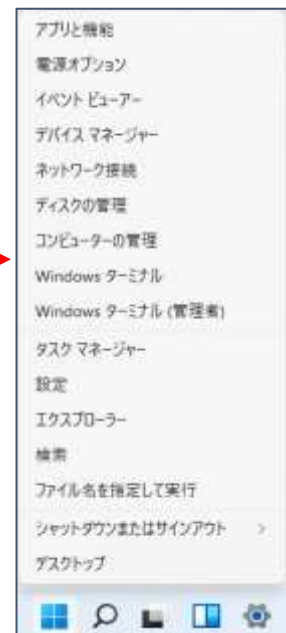 アプリと機能
電源オプション
イベント ビューアー
デバイス マネージャー
ネットワーク接続
ディスクの管理
コンピューターの管理
Windows ターミナル
Windows ターミナル (管理者)
タスク マネージャー
設定
エクスプローラー
検索
ファイル名を指定して実行
シャットダウンまたはサインアウト
デスクトップ